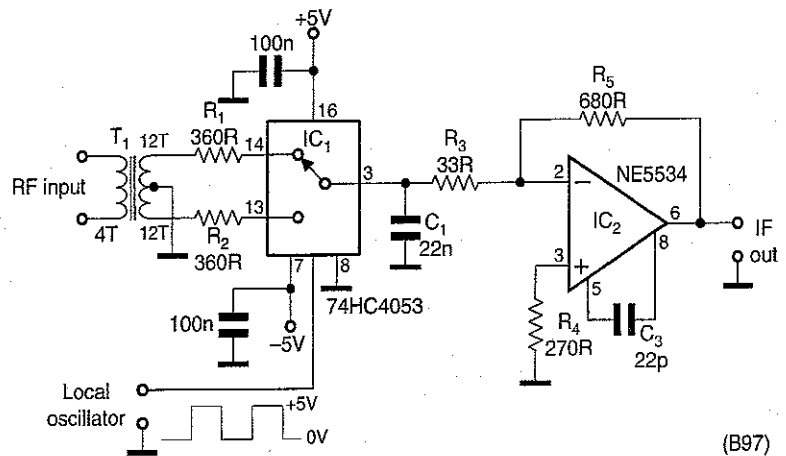 +5V
100n
R1
360R
T1
12T
14
16
IC1
3
R3
33R
R5
680R
NE5534
2
−
IC2
6
IF
out
RF input
4T
12T
13
R2
360R
C1
22n
3
+
8
5
7
8
74HC4053
100n
–5V
R4
270R
C3
22p
Local
oscillator
+5V
0V
(B97)